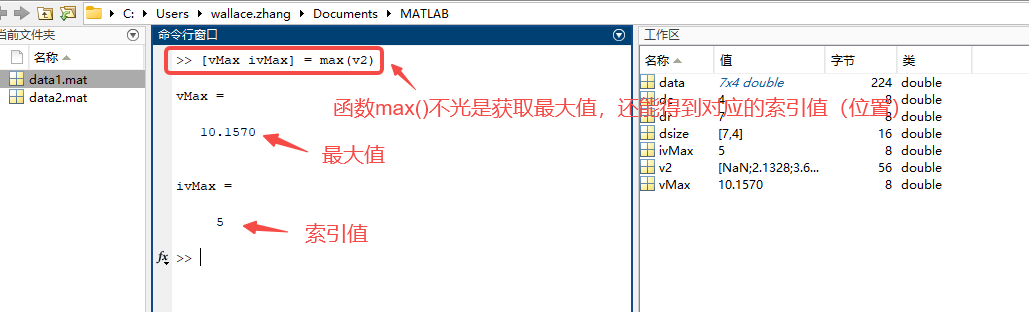 C: Users wallace.zhang Documents MATLAB
当前文件夹
名称
data1.mat
data2.mat
命令行窗口
>> [vMax ivMax] = max(v2)
vMax =
函数max()不光是获取最大值，还能得到对应的索引值（位置）
10.1570
最大值
ivMax =
5
索引值
fx >>
工作区
名称 值 字节 类
data 7x4 double 224 double
dc 4 8 double
dr 7 8 double
dsize [7,4] 16 double
ivMax 5 8 double
v2 [NaN;2.1328;3.6... 56 double
vMax 10.1570 8 double